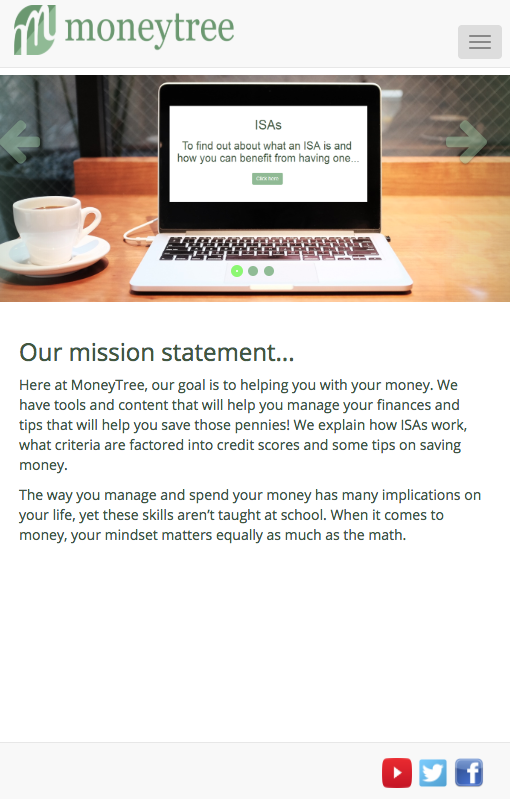 moneytree
ISAs
To find out about what an ISA is and
how you can benefit from having one...
Click here
Our mission statement...
Here at MoneyTree, our goal is to helping you with your money. We
have tools and content that will help you manage your finances and
tips that will help you save those pennies! We explain how ISAs work,
what criteria are factored into credit scores and some tips on saving
money.
The way you manage and spend your money has many implications on
your life, yet these skills aren’t taught at school. When it comes to
money, your mindset matters equally as much as the math.